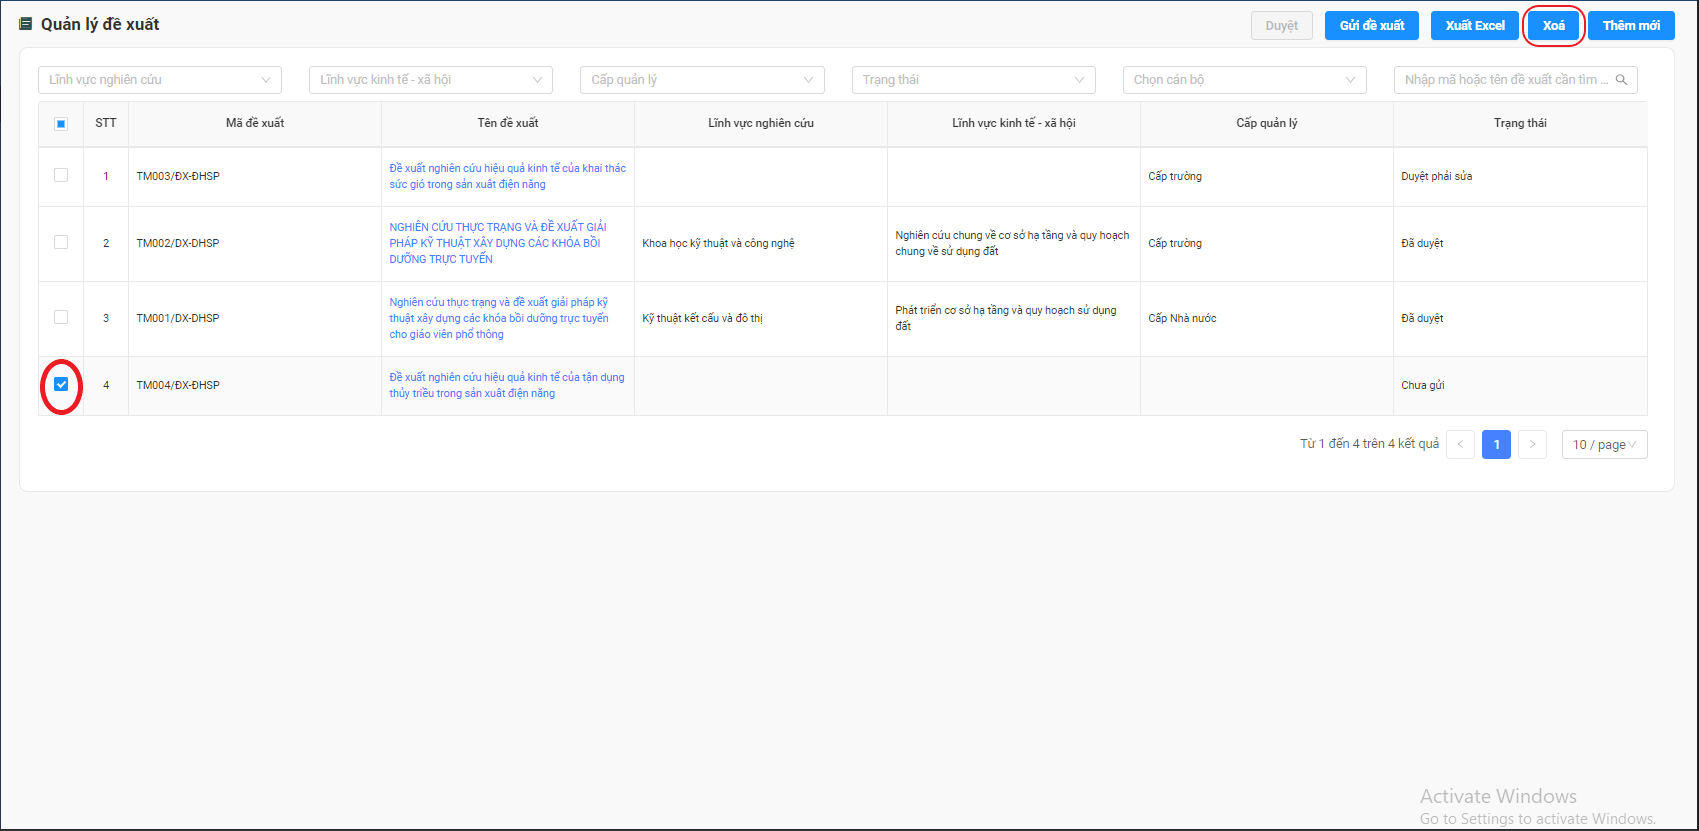 Quản lý đề xuất
Duyệt
Gửi đề xuất
Xuất Excel
Xoá
Thêm mới
Lĩnh vực nghiên cứu
Lĩnh vực kinh tế - xã hội
Cấp quản lý
Trạng thái
Chọn cán bộ
Nhập mã hoặc tên đề xuất cần tìm ...
STT
Mã đề xuất
Tên đề xuất
Lĩnh vực nghiên cứu
Lĩnh vực kinh tế - xã hội
Cấp quản lý
Trạng thái
1
TM003/ĐX-ĐHSP
Đề xuất nghiên cứu hiệu quả kinh tế của khai thác
sức gió trong sản xuât điện năng
Cấp trường
Duyệt phải sửa
2
TM002/DX-DHSP
NGHIÊN CỨU THỰC TRẠNG VÀ ĐỀ XUẤT GIẢI
PHÁP KỸ THUẬT XÂY DỰNG CÁC KHÓA BỒI
DƯỠNG TRỰC TUYẾN
Khoa học kỹ thuật và công nghệ
Nghiên cứu chung về cơ sở hạ tầng và quy hoạch
chung về sử dụng đất
Cấp trường
Đã duyệt
3
TM001/DX-DHSP
Nghiên cứu thực trạng và đề xuất giải pháp kỹ
thuật xây dựng các khóa bồi dưỡng trực tuyến
cho giáo viên phổ thông
Kỹ thuật kết cấu và đô thị
Phát triển cơ sở hạ tầng và quy hoạch sử dụng
đất
Cấp Nhà nước
Đã duyệt
4
TM004/ĐX-ĐHSP
Đề xuất nghiên cứu hiệu quả kinh tế của tận dụng
thủy triều trong sản xuât điện năng
Chưa gửi
Từ 1 đến 4 trên 4 kết quả
<
1
>
10 / page
Activate Windows
Go to Settings to activate Windows.